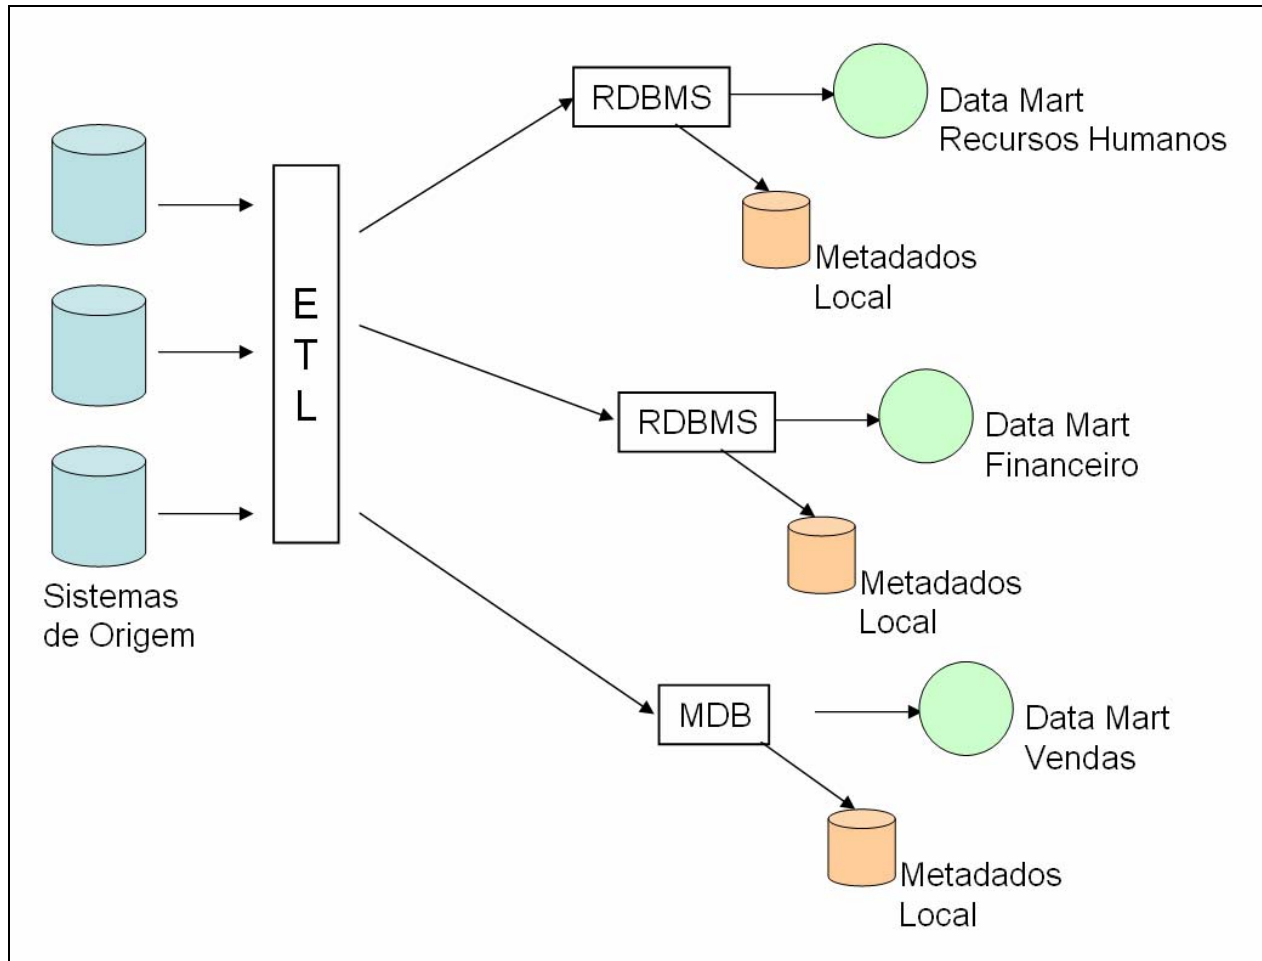 RDBMS
Data Mart
Recursos Humanos
Metadados
Local
E
T
L
RDBMS
Data Mart
Financeiro
Metadados
Local
Sistemas
de Origem
MDB
Data Mart
Vendas
Metadados
Local